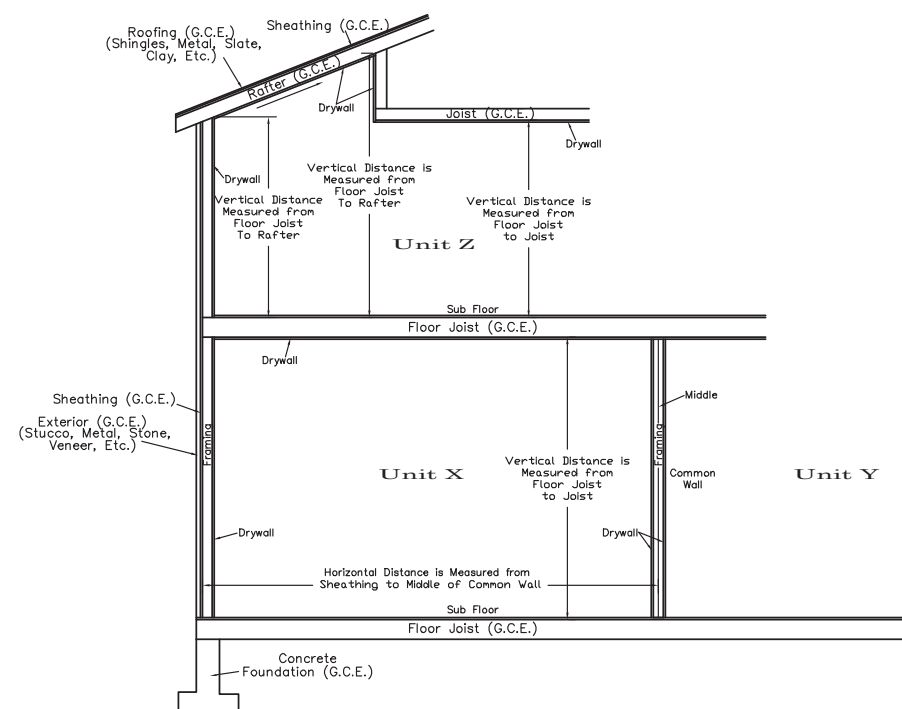 Roofing (G.C.E.)
(Shingles, Metal, Slate,
Clay, Etc.)
Sheathing (G.C.E.)
Rafter (G.C.E.)
Drywall
Joist (G.C.E.)
Drywall
Drywall
Vertical Distance
Measured from
Floor Joist
To Rafter
Vertical Distance is
Measured from
Floor Joist
To Rafter
Vertical Distance is
Measured from
Floor Joist
to Joist
Unit Z
Sub Floor
Floor Joist (G.C.E.)
Drywall
Sheathing (G.C.E.)
Exterior (G.C.E.)
(Stucco, Metal, Stone,
Veneer, Etc.)
Framing
Unit X
Vertical Distance is
Measured from
Floor Joist
to Joist
Middle
Framing
Common
Wall
Unit Y
Drywall
Drywall
Horizontal Distance is Measured from
Sheathing to Middle of Common Wall
Sub Floor
Floor Joist (G.C.E.)
Concrete
Foundation (G.C.E.)